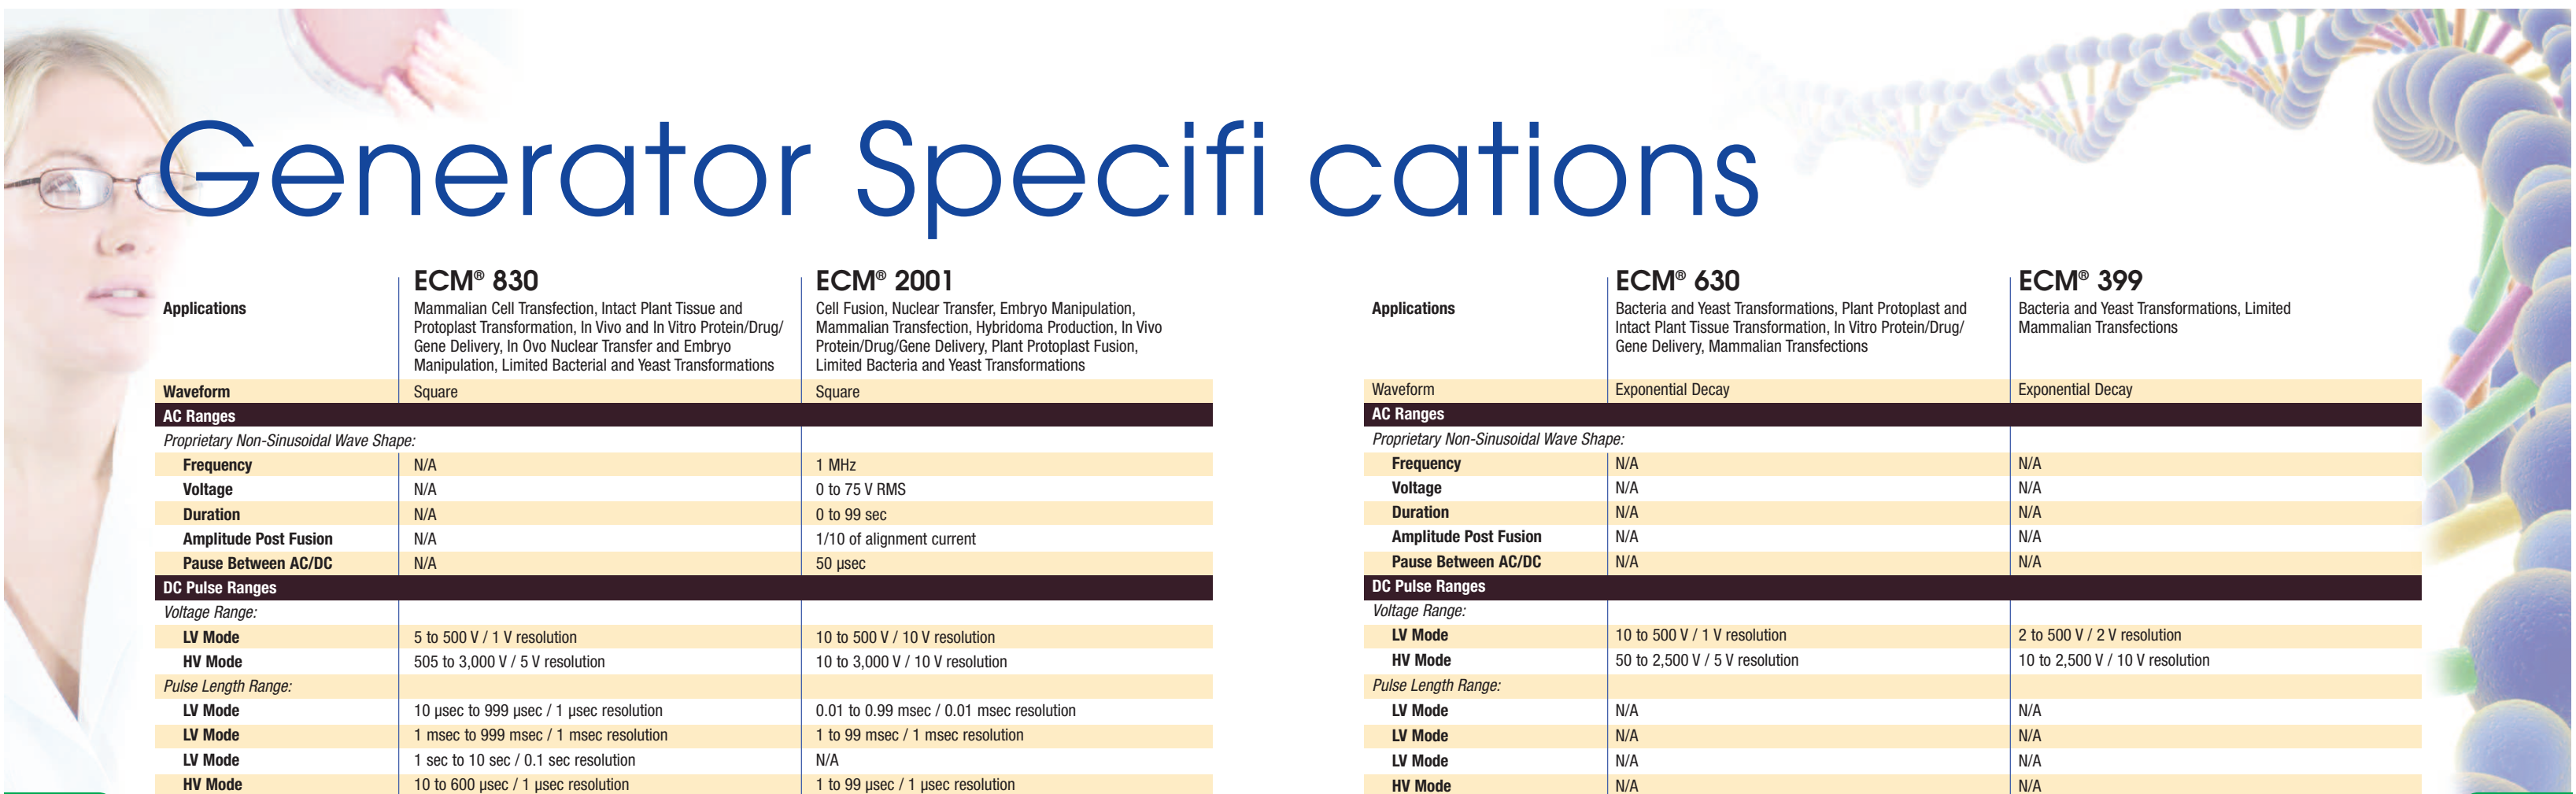 Generator Specifi cations
ECM® 830
ECM® 2001
Applications
Mammalian Cell Transfection, Intact Plant Tissue and
Protoplast Transformation, In Vivo and In Vitro Protein/Drug/
Gene Delivery, In Ovo Nuclear Transfer and Embryo
Manipulation, Limited Bacterial and Yeast Transformations
Cell Fusion, Nuclear Transfer, Embryo Manipulation,
Mammalian Transfection, Hybridoma Production, In Vivo
Protein/Drug/Gene Delivery, Plant Protoplast Fusion,
Limited Bacteria and Yeast Transformations
Waveform Square Square
AC Ranges
Proprietary Non-Sinusoidal Wave Shape:
Frequency N/A 1 MHz
Voltage N/A 0 to 75 V RMS
Duration N/A 0 to 99 sec
Amplitude Post Fusion N/A 1/10 of alignment current
Pause Between AC/DC N/A 50 µsec
DC Pulse Ranges
Voltage Range:
LV Mode 5 to 500 V / 1 V resolution 10 to 500 V / 10 V resolution
HV Mode 505 to 3,000 V / 5 V resolution 10 to 3,000 V / 10 V resolution
Pulse Length Range:
LV Mode 10 µsec to 999 µsec / 1 µsec resolution 0.01 to 0.99 msec / 0.01 msec resolution
LV Mode 1 msec to 999 msec / 1 msec resolution 1 to 99 msec / 1 msec resolution
LV Mode 1 sec to 10 sec / 0.1 sec resolution N/A
HV Mode 10 to 600 µsec / 1 µsec resolution 1 to 99 µsec / 1 µsec resolution
ECM® 630
ECM® 399
Applications
Bacteria and Yeast Transformations, Plant Protoplast and
Intact Plant Tissue Transformation, In Vitro Protein/Drug/
Gene Delivery, Mammalian Transfections
Bacteria and Yeast Transformations, Limited
Mammalian Transfections
Waveform Exponential Decay Exponential Decay
AC Ranges
Proprietary Non-Sinusoidal Wave Shape:
Frequency N/A N/A
Voltage N/A N/A
Duration N/A N/A
Amplitude Post Fusion N/A N/A
Pause Between AC/DC N/A N/A
DC Pulse Ranges
Voltage Range:
LV Mode 10 to 500 V / 1 V resolution 2 to 500 V / 2 V resolution
HV Mode 50 to 2,500 V / 5 V resolution 10 to 2,500 V / 10 V resolution
Pulse Length Range:
LV Mode N/A N/A
LV Mode N/A N/A
LV Mode N/A N/A
HV Mode N/A N/A